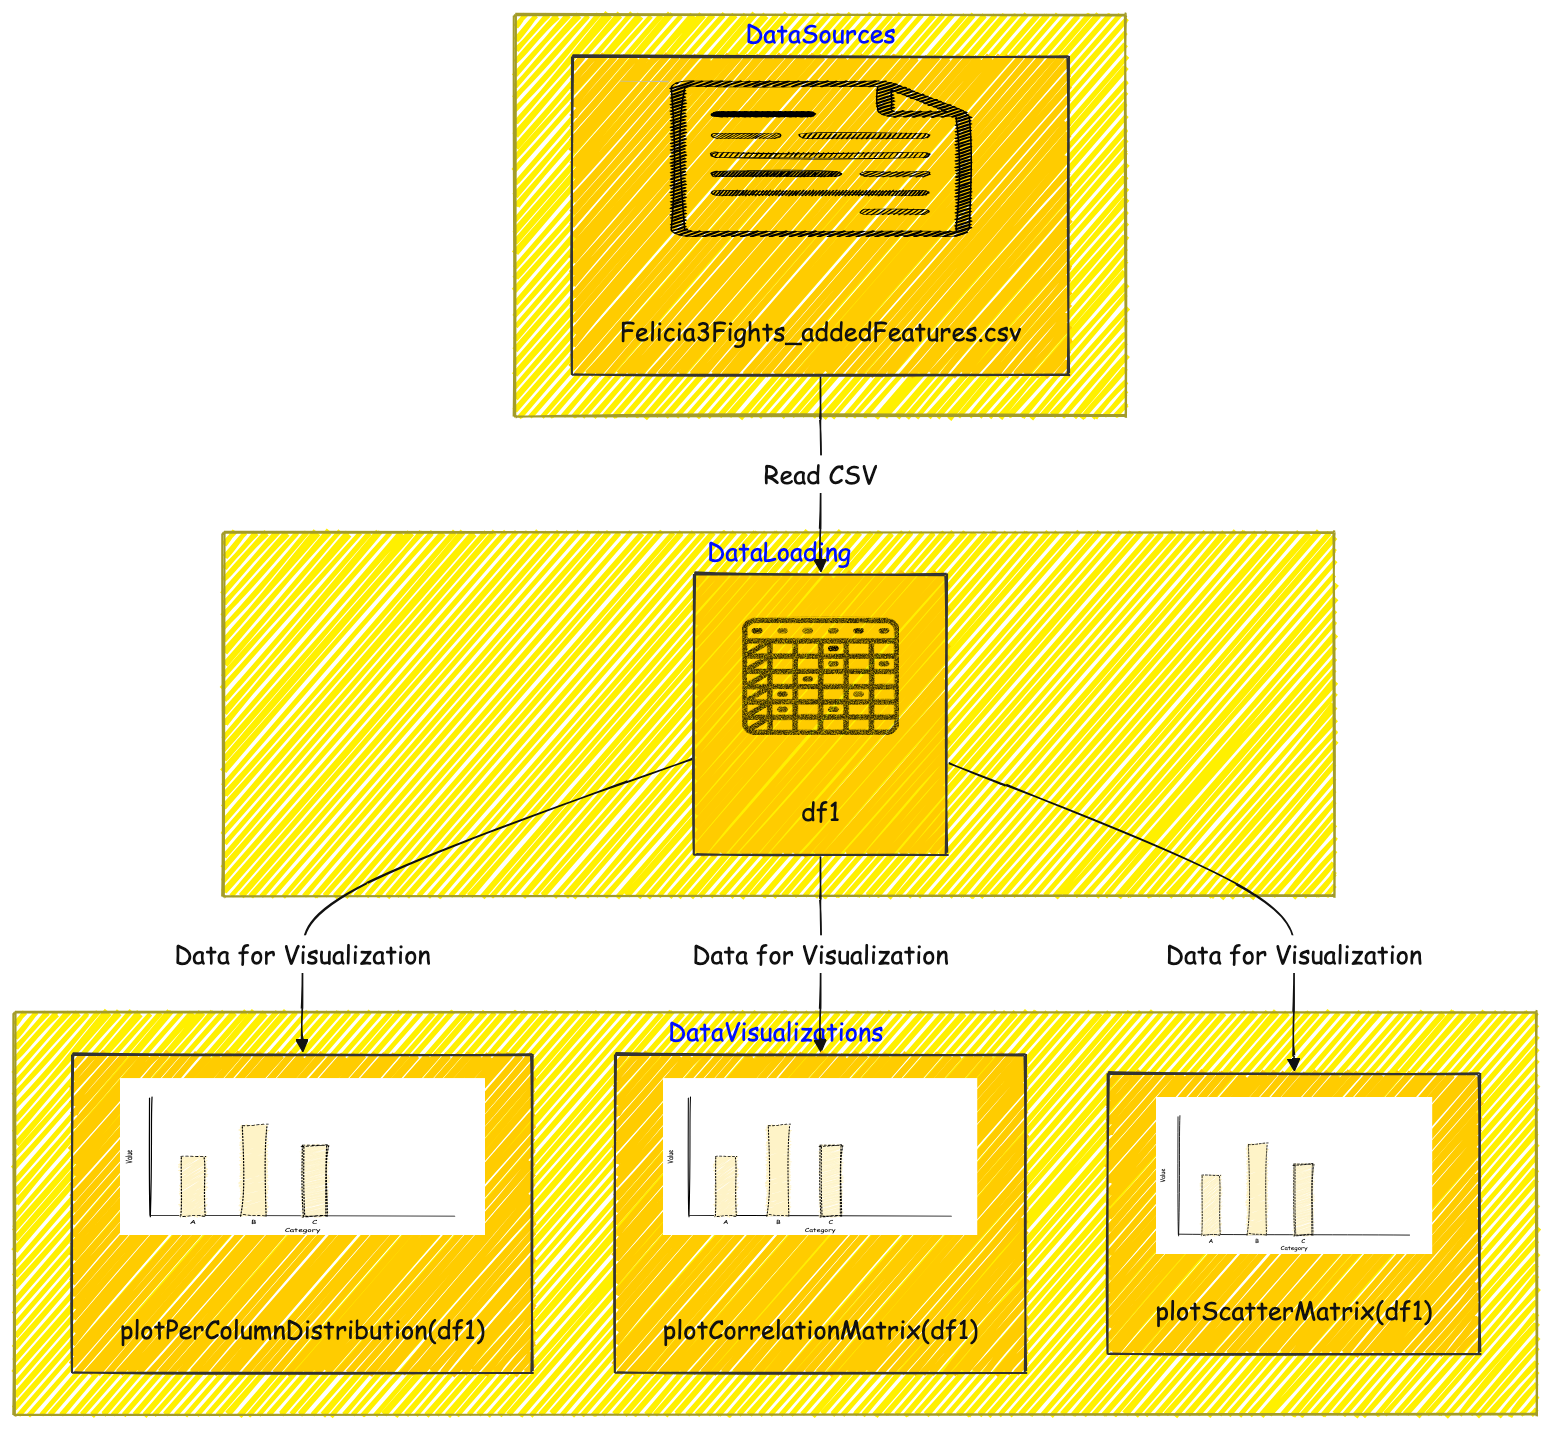 DataSources
Felicia3Fights_addedFeatures.csv
Read CSV
DataLoading
df1
Data for Visualization
Data for Visualization
Data for Visualization
DataVisualizations
Value
A B C
Category
plotPerColumnDistribution(df1)
Value
A B C
Category
plotCorrelationMatrix(df1)
Value
A B C
Category
plotScatterMatrix(df1)